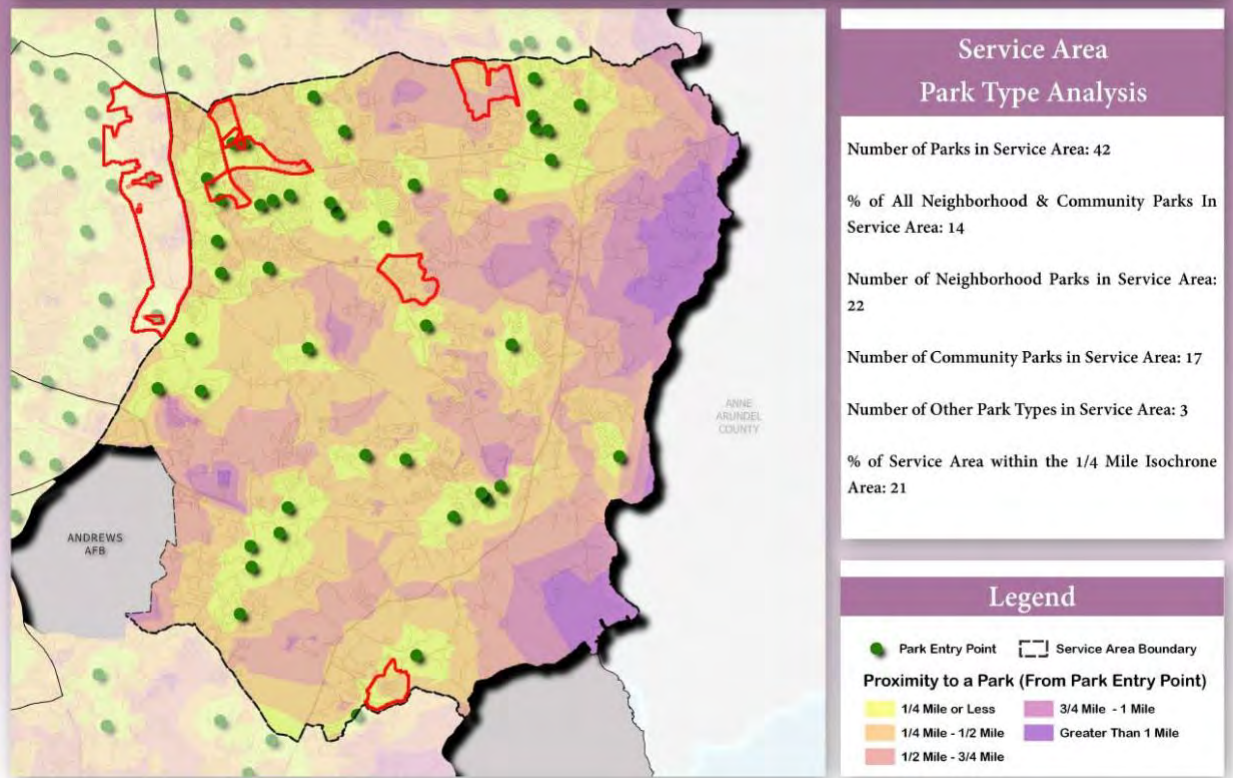 Service Area
Park Type Analysis
Number of Parks in Service Area: 42
% of All Neighborhood & Community Parks In
Service Area: 14
Number of Neighborhood Parks in Service Area:
22
Number of Community Parks in Service Area: 17
Number of Other Park Types in Service Area: 3
% of Service Area within the 1/4 Mile Isochrone
Area: 21
ANNE
ARUNDEL
COUNTY
ANDREWS
AFB
Legend
Park Entry Point
Service Area Boundary
Proximity to a Park (From Park Entry Point)
1/4 Mile or Less
3/4 Mile - 1 Mile
1/4 Mile - 1/2 Mile
Greater Than 1 Mile
1/2 Mile - 3/4 Mile